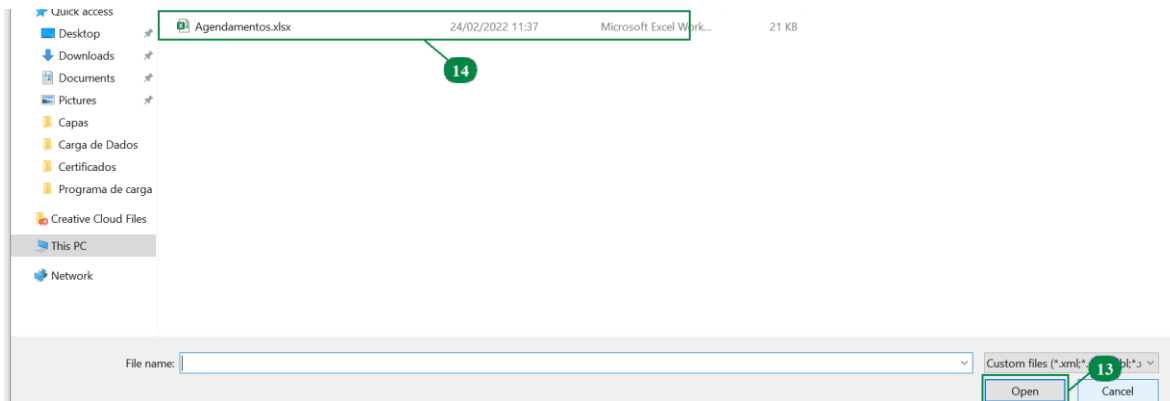 Quick access
Desktop
Agendamentos.xlsx 24/02/2022 11:37 Microsoft Excel Work... 21 KB
Downloads
14
Documents
Pictures
Capas
Carga de Dados
Certificados
Programa de carga
Creative Cloud Files
This PC
Network
File name: Custom files (*.xml;*.
13
Open Cancel